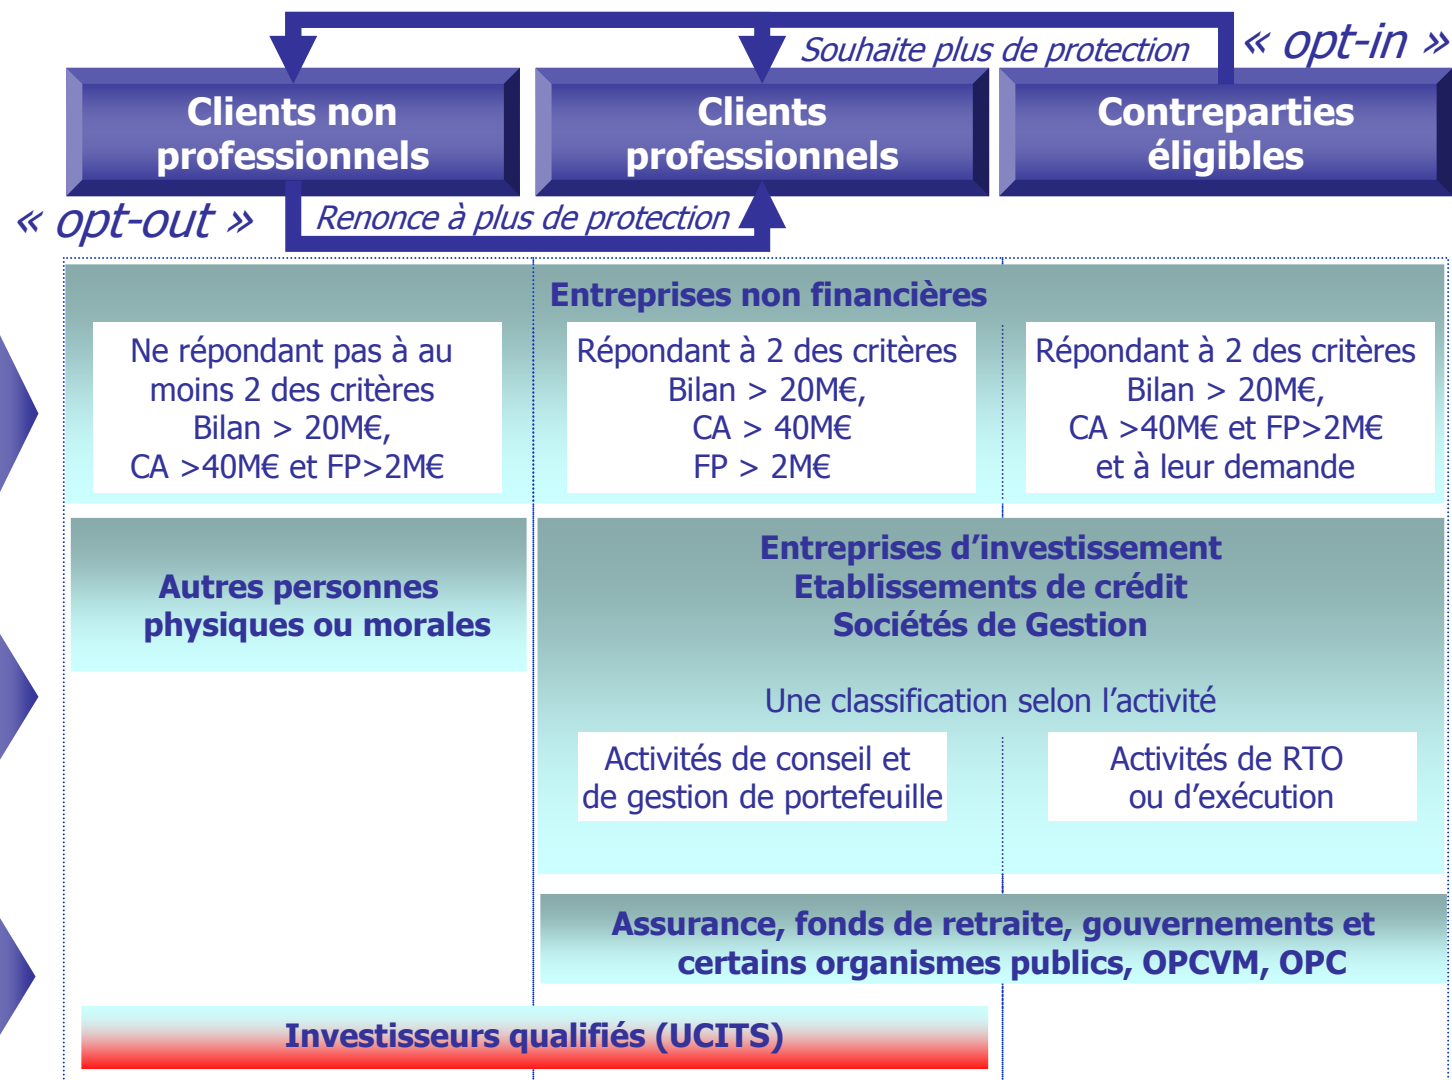 Souhaite plus de protection
« opt-in »
Clients non
professionnels
Clients
professionnels
Contreparties
éligibles
« opt-out »
Renonce à plus de protection
Entreprises non financières
Ne répondant pas à au
moins 2 des critères
Bilan > 20M€,
CA >40M€ et FP>2M€
Répondant à 2 des critères
Bilan > 20M€,
CA > 40M€
FP > 2M€
Répondant à 2 des critères
Bilan > 20M€,
CA >40M€ et FP>2M€
et à leur demande
Autres personnes
physiques ou morales
Entreprises d’investissement
Etablissements de crédit
Sociétés de Gestion
Une classification selon l’activité
Activités de conseil et
de gestion de portefeuille
Activités de RTO
ou d’exécution
Assurance, fonds de retraite, gouvernements et
certains organismes publics, OPCVM, OPC
Investisseurs qualifiés (UCITS)